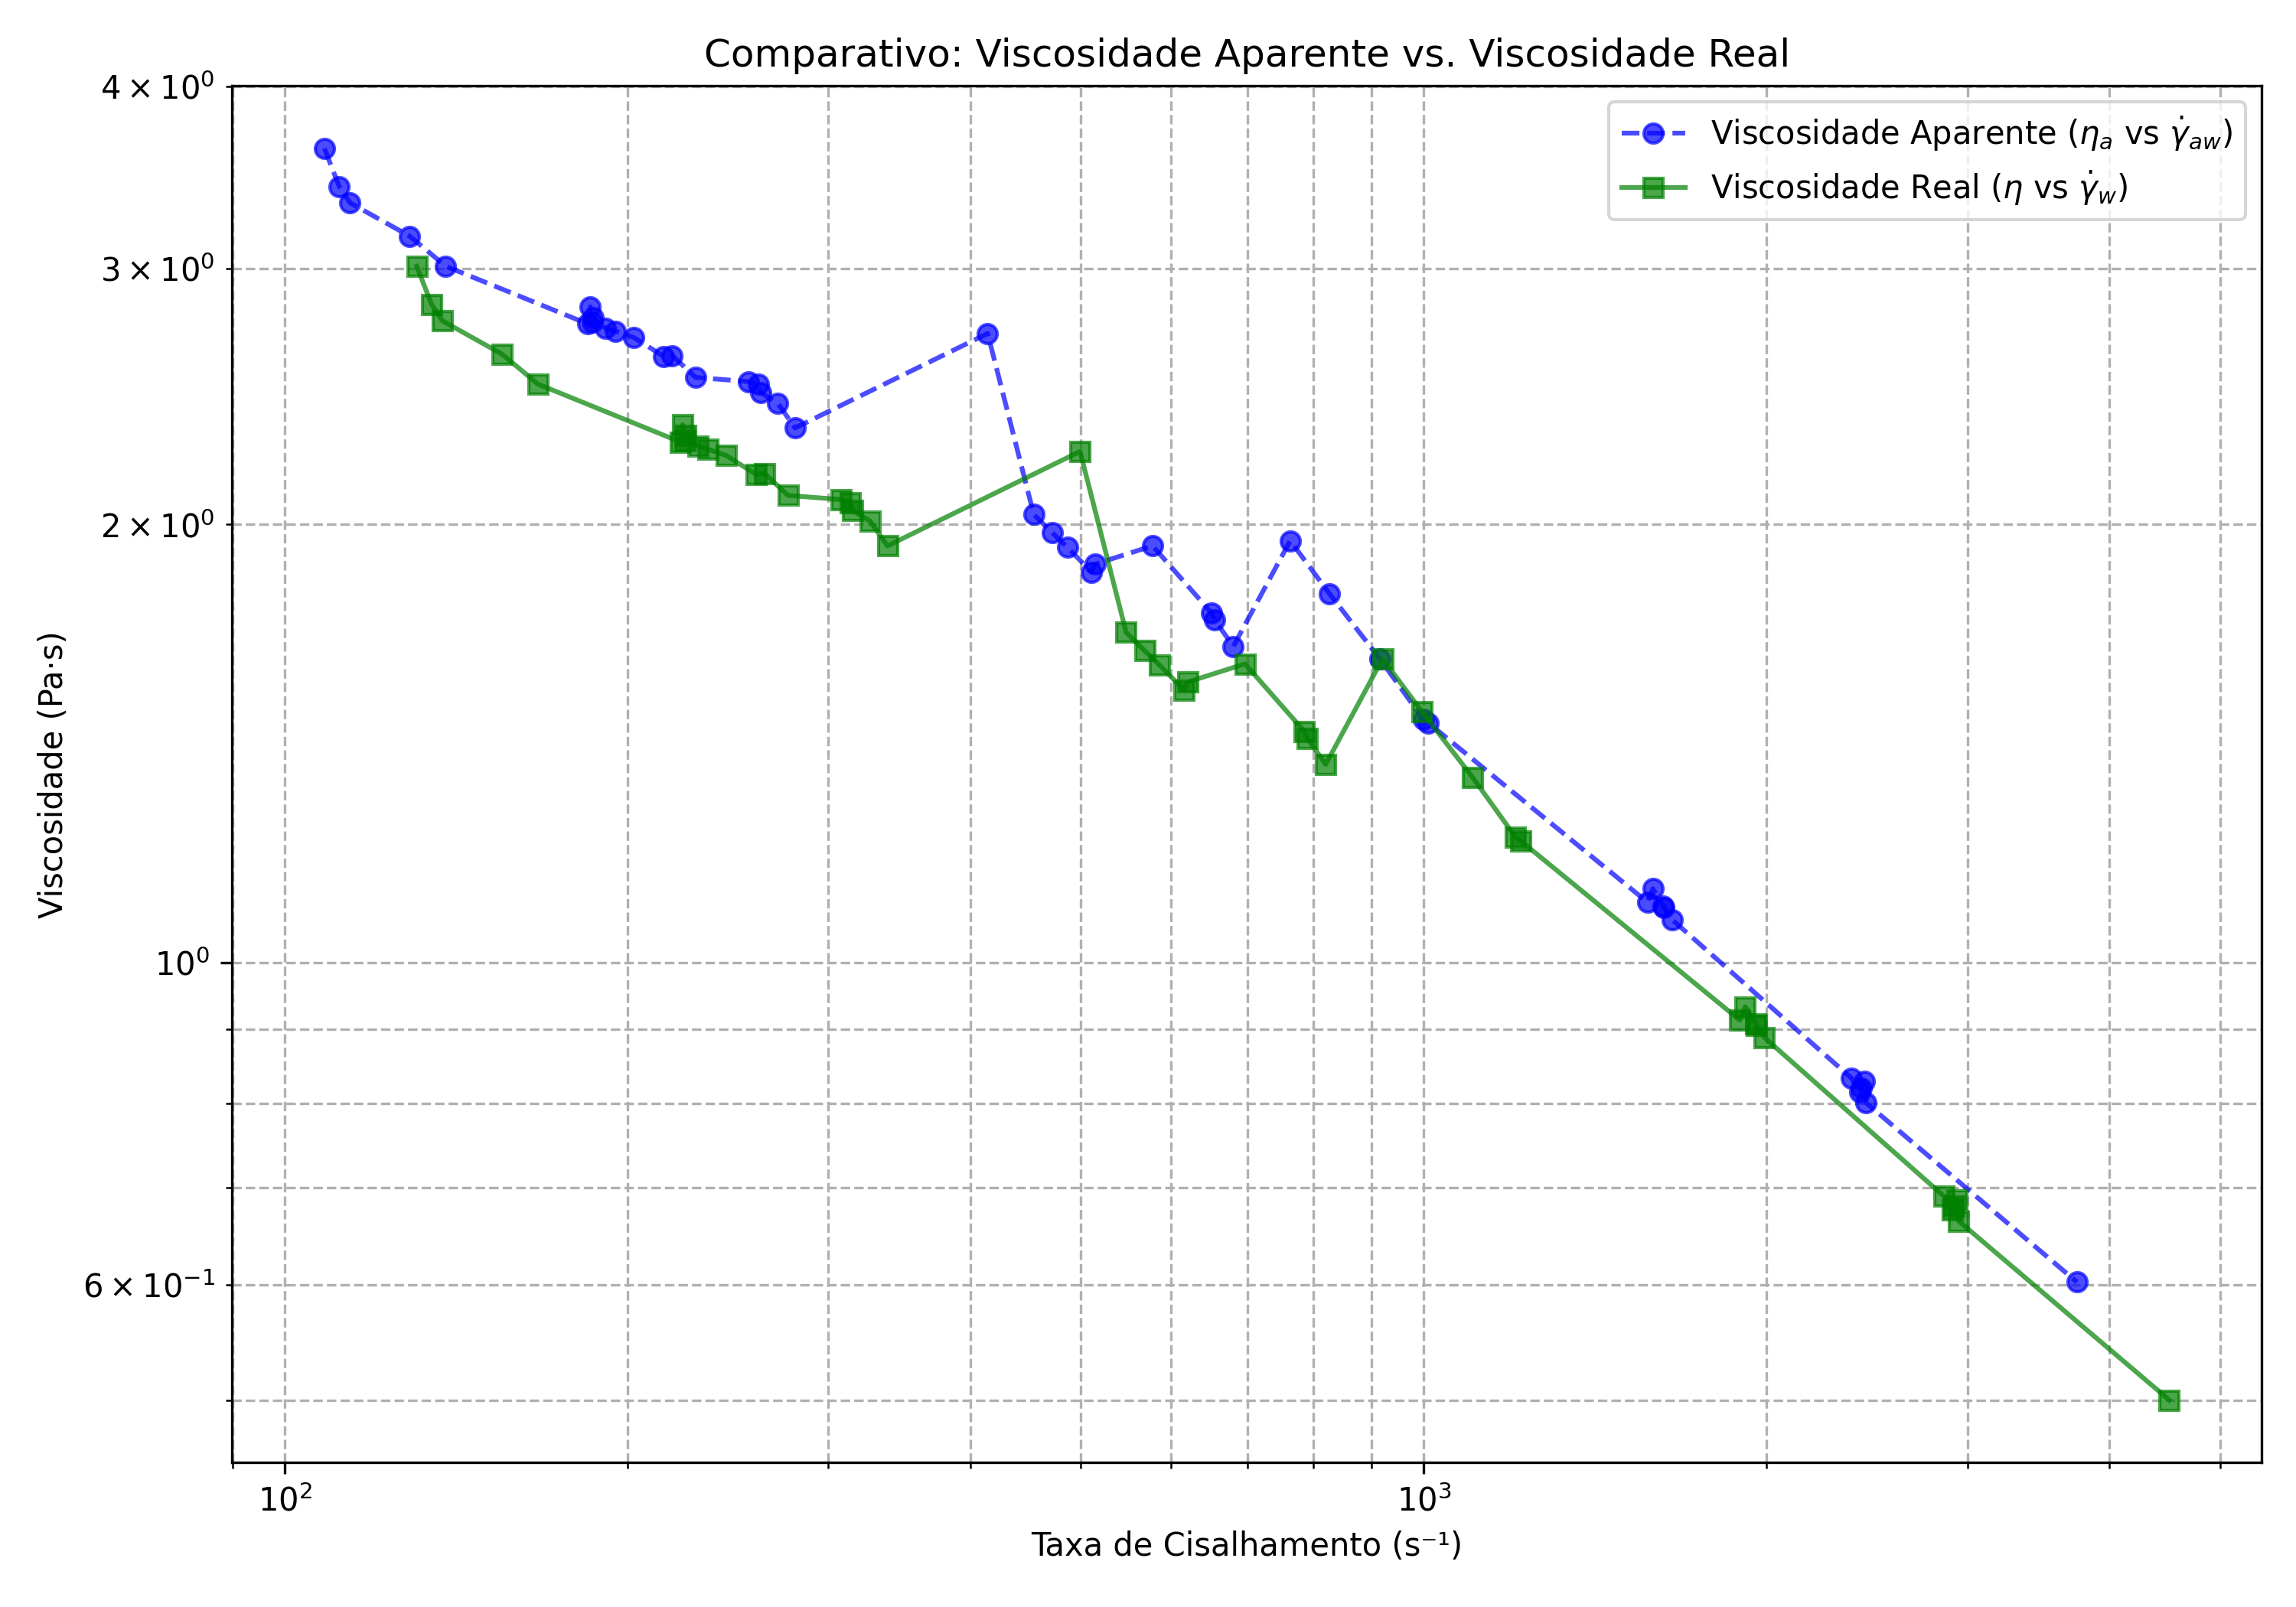 Comparativo: Viscosidade Aparente vs. Viscosidade Real
Viscosidade Aparente (ηₐ vs γ̇ₐw)
Viscosidade Real (η vs γ̇w)
Viscosidade (Pa·s)
4 × 10⁰
3 × 10⁰
2 × 10⁰
10⁰
6 × 10⁻¹
10²
10³
Taxa de Cisalhamento (s⁻¹)